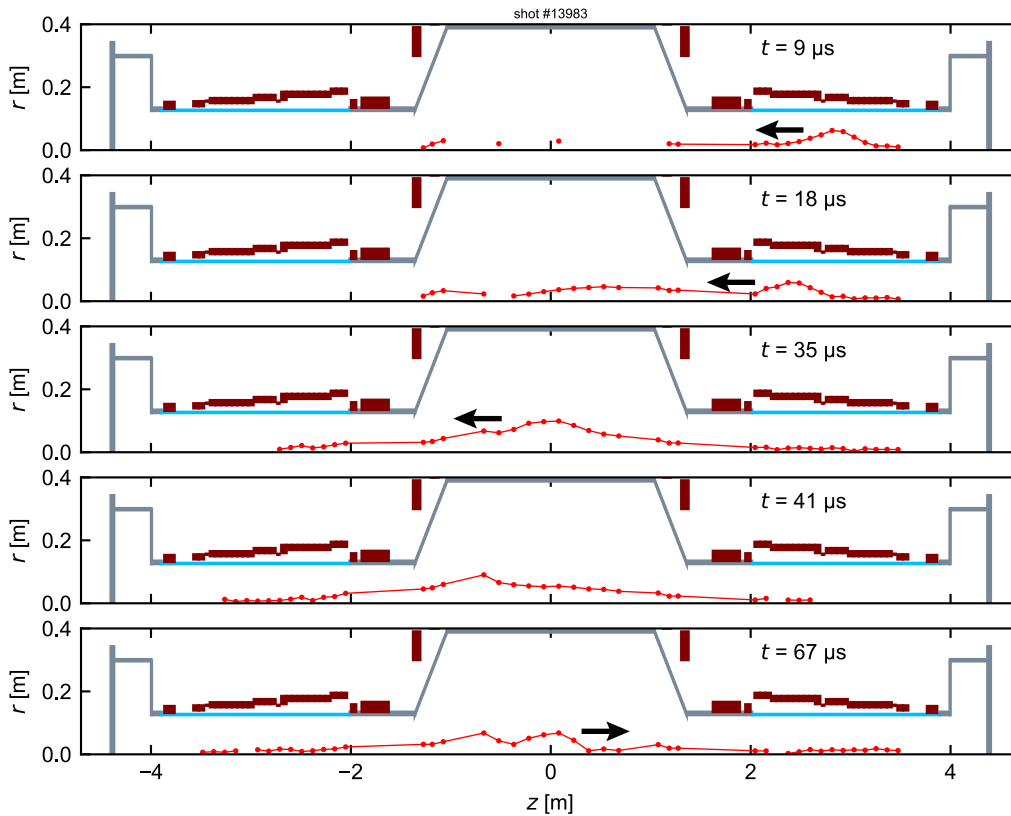 shot #13983
0.4
0.2
0.0
r [m]
t = 9 µs
0.4
0.2
0.0
r [m]
t = 18 µs
0.4
0.2
0.0
r [m]
t = 35 µs
0.4
0.2
0.0
r [m]
t = 41 µs
0.4
0.2
0.0
r [m]
t = 67 µs
−4 −2 0 2 4
z [m]